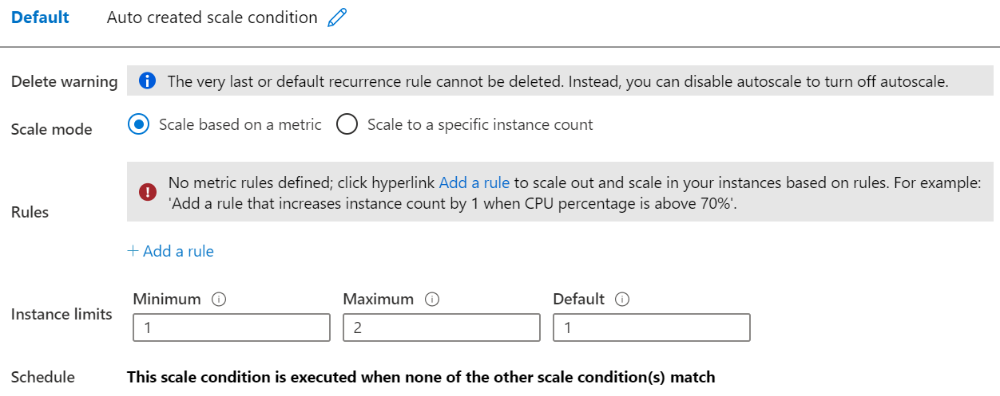 Default Auto created scale condition
Delete warning The very last or default recurrence rule cannot be deleted. Instead, you can disable autoscale to turn off autoscale.
Scale mode Scale based on a metric Scale to a specific instance count
No metric rules defined; click hyperlink Add a rule to scale out and scale in your instances based on rules. For example:
'Add a rule that increases instance count by 1 when CPU percentage is above 70%'.
Rules
+ Add a rule
Minimum Maximum Default
Instance limits
1 2 1
Schedule This scale condition is executed when none of the other scale condition(s) match